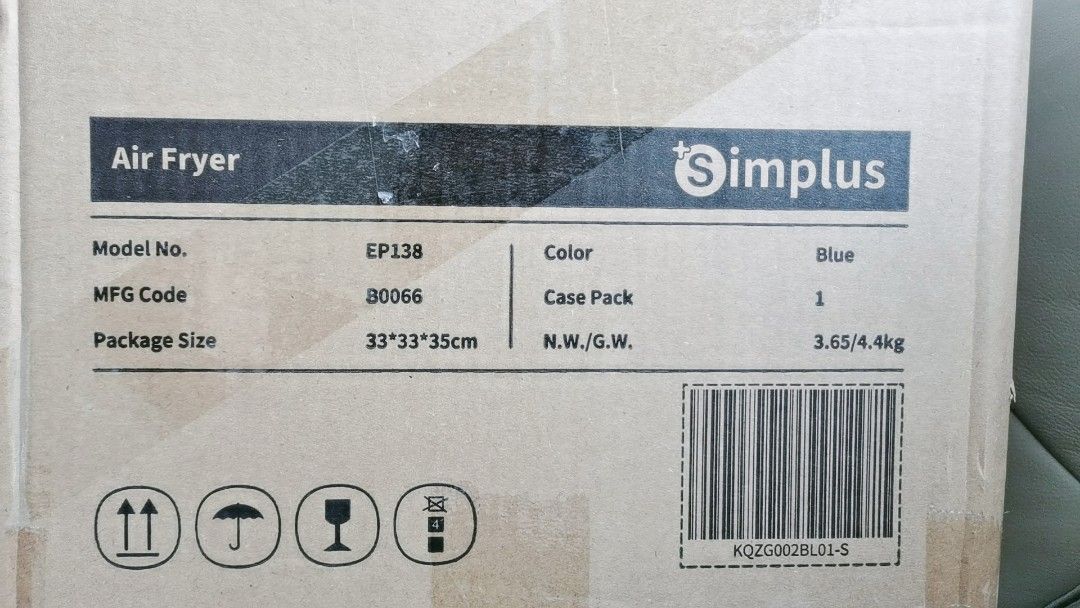 Air Fryer
Simplus
Model No. EP138
Color Blue
MFG Code B0066
Case Pack 1
Package Size 33*33*35cm
N.W./G.W. 3.65/4.4kg
4
KQZG002BL01-S